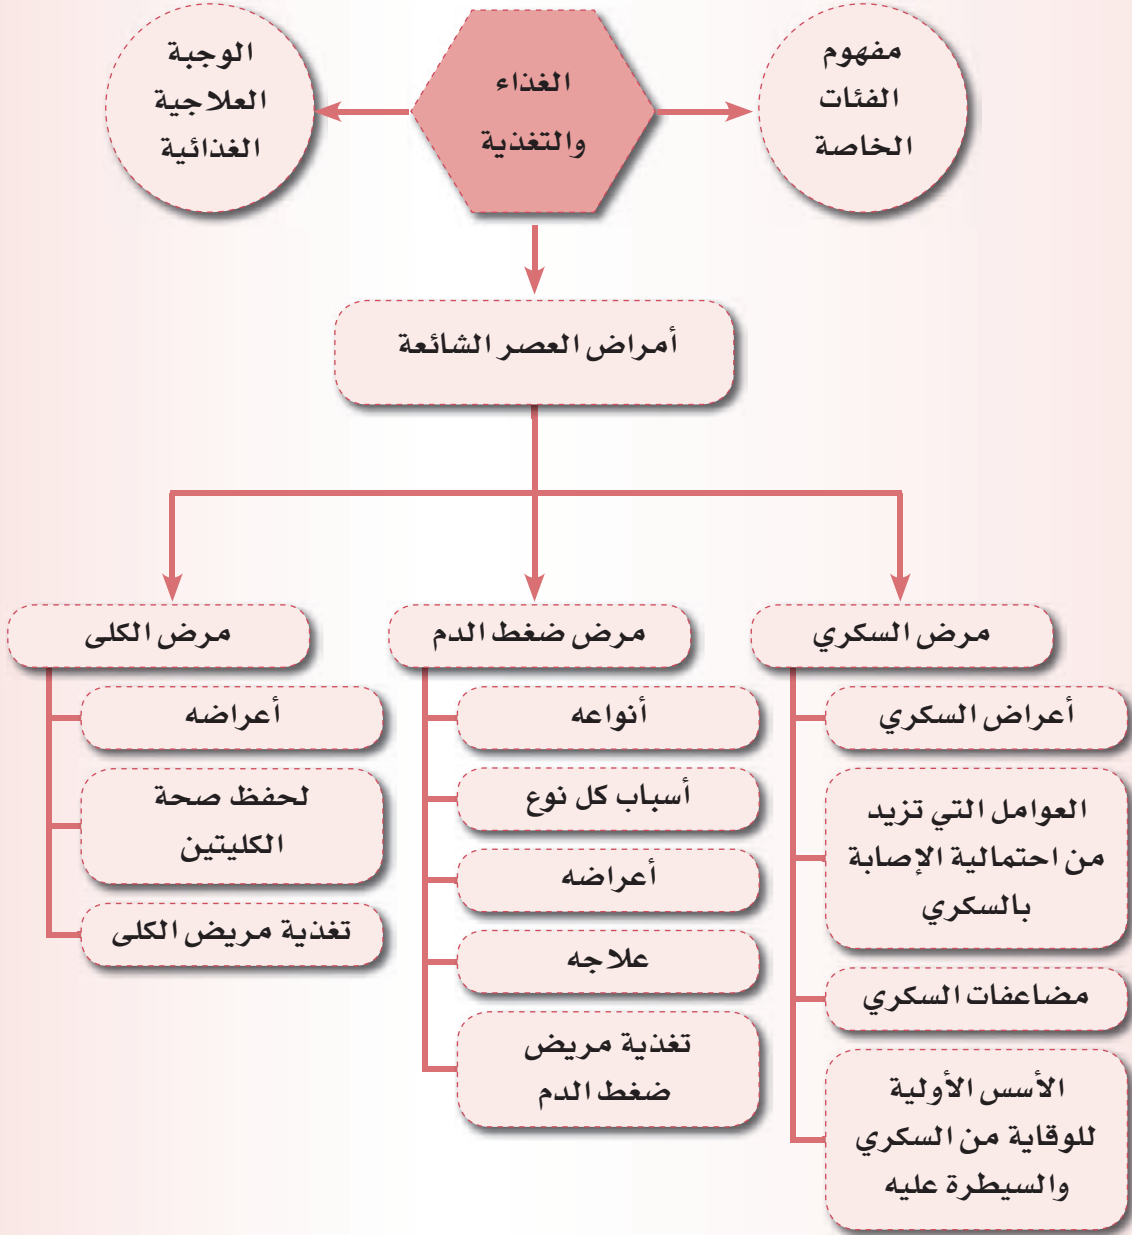 مفهوم
الفئات
الخاصة
الغذاء
والتغذية
الوجبة
العلاجية
الغذائية
أمراض العصر الشائعة
مرض السكري
أعراض السكري
العوامل التي تزيد
من احتمالية الإصابة
بالسكري
مضاعفات السكري
الأسس الأولية
للوقاية من السكري
والسيطرة عليه
مرض ضغط الدم
أنواعه
أسباب كل نوع
أعراضه
علاجه
تغذية مريض
ضغط الدم
مرض الكلى
أعراضه
لحفظ صحة
الكليتين
تغذية مريض الكلى